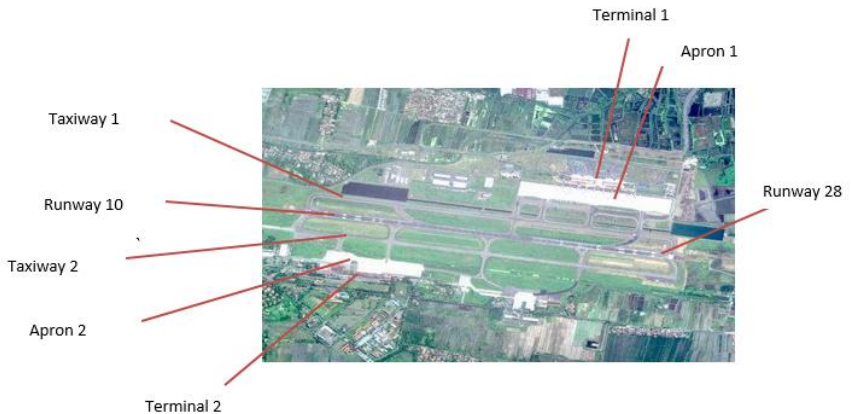 Terminal 1
Apron 1
Taxiway 1
Runway 28
Runway 10
`
Taxiway 2
Apron 2
Terminal 2